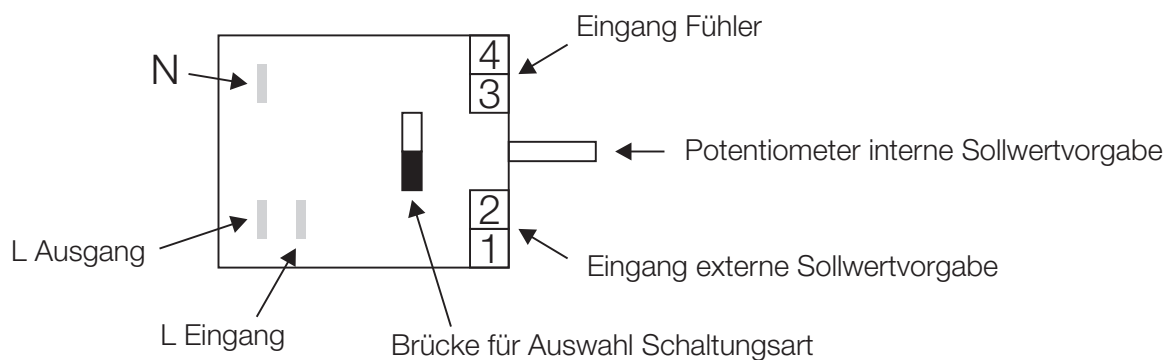 Eingang Fühler
N
4
3
Potentiometer interne Sollwertvorgabe
2
1
L Ausgang
Eingang externe Sollwertvorgabe
L Eingang
Brücke für Auswahl Schaltungsart